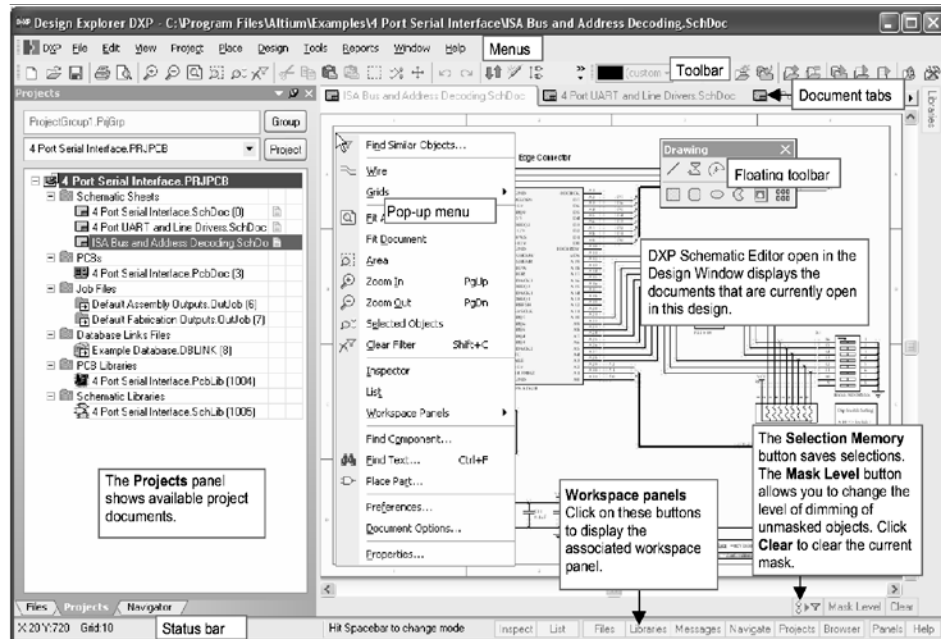 Design Explorer DXP - C:\Program Files\Altium\Examples\4 Port Serial Interface\ISA Bus and Address Decoding.SchDoc
DXP File Edit View Project Place Design Tools Reports Window Help
Menus
(custom
Toolbar
Projects
ISA Bus and Address Decoding.SchDoc
4 Port UART and Line Drivers.SchDoc
Document tabs
Libraries
ProjectGroup1.PrjGrp
Group
4 Port Serial Interface.PRJPCB
Project
4 Port Serial Interface.PRJPCB
Schematic Sheets
4 Port Serial Interface.SchDoc (0)
4 Port UART and Line Drivers.SchDoc
ISA Bus and Address Decoding.SchDo
PCBs
4 Port Serial Interface.PcbDoc (3)
Job Files
Default Assembly Outputs.OutJob (6)
Default Fabrication Outputs.OutJob (7)
Database Links Files
Example Database.DBLINK (8)
PCB Libraries
4 Port Serial Interface.PcbLib (1004)
Schematic Libraries
4 Port Serial Interface.SchLib (1005)
The Projects panel
shows available project
documents.
Find Similar Objects...
Wire
Grids
Pop-up menu
Fit A
Fit Document
Area
Zoom In PgUp
Zoom Out PgDn
Selected Objects
Clear Filter Shift+C
Inspector
List
Workspace Panels
Find Component...
Find Text... Ctrl+F
Place Part...
Preferences...
Document Options...
Properties...
Edge Connector
Drawing
Floating toolbar
DXP Schematic Editor open in the
Design Window displays the
documents that are currently open
in this design.
Workspace panels
Click on these buttons
to display the
associated workspace
panel.
The Selection Memory
button saves selections.
The Mask Level button
allows you to change the
level of dimming of
unmasked objects. Click
Clear to clear the current
mask.
Files Projects Navigator
Mask Level Clear
X:20 Y:720 Grid:10
Status bar
Hit Spacebar to change mode
Inspect List Files Libraries Messages Navigate Projects Browser Panels Help